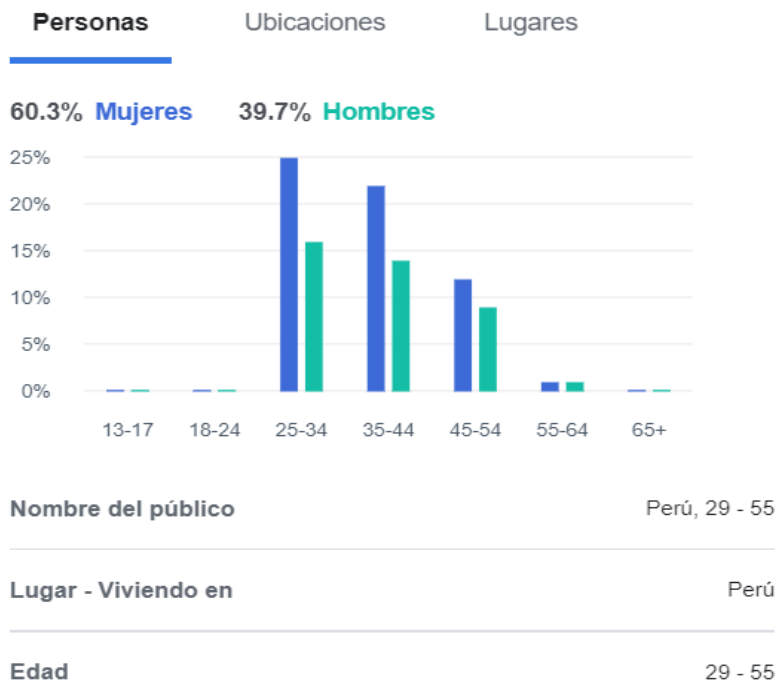 Personas Ubicaciones Lugares
60.3% Mujeres 39.7% Hombres
25%
20%
15%
10%
5%
0%
13-17 18-24 25-34 35-44 45-54 55-64 65+
Nombre del público Perú, 29 - 55
Lugar - Viviendo en Perú
Edad 29 - 55